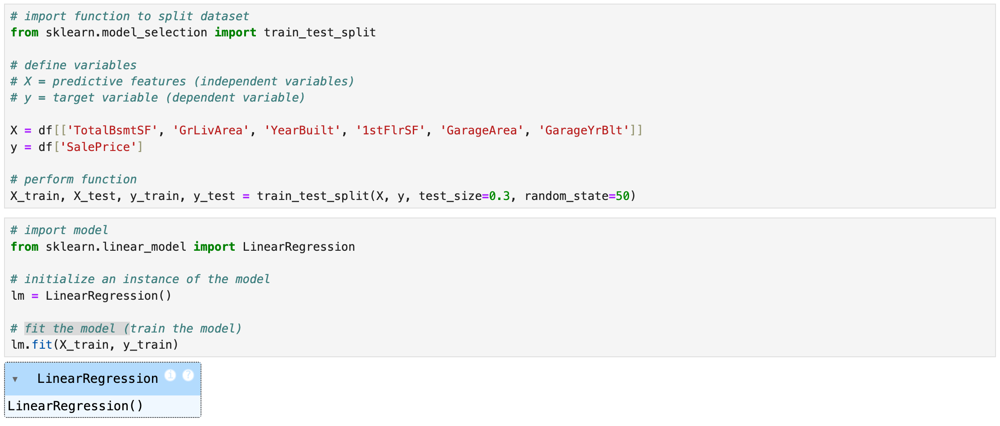 # import function to split dataset
from sklearn.model_selection import train_test_split
# define variables
# X = predictive features (independent variables)
# y = target variable (dependent variable)
X = df[['TotalBsmtSF', 'GrLivArea', 'YearBuilt', '1stFlrSF', 'GarageArea', 'GarageYrBlt']]
y = df['SalePrice']
# perform function
X_train, X_test, y_train, y_test = train_test_split(X, y, test_size=0.3, random_state=50)
# import model
from sklearn.linear_model import LinearRegression
# initialize an instance of the model
lm = LinearRegression()
# fit the model (train the model)
lm.fit(X_train, y_train)
▾ LinearRegression i ?
LinearRegression()